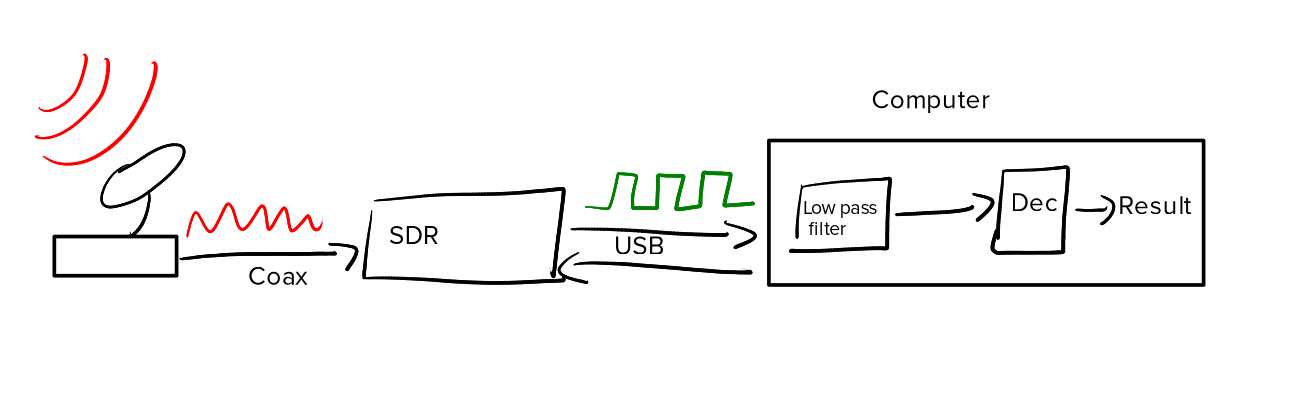 Computer
SDR
Coax
USB
Low pass
filter
Dec
Result